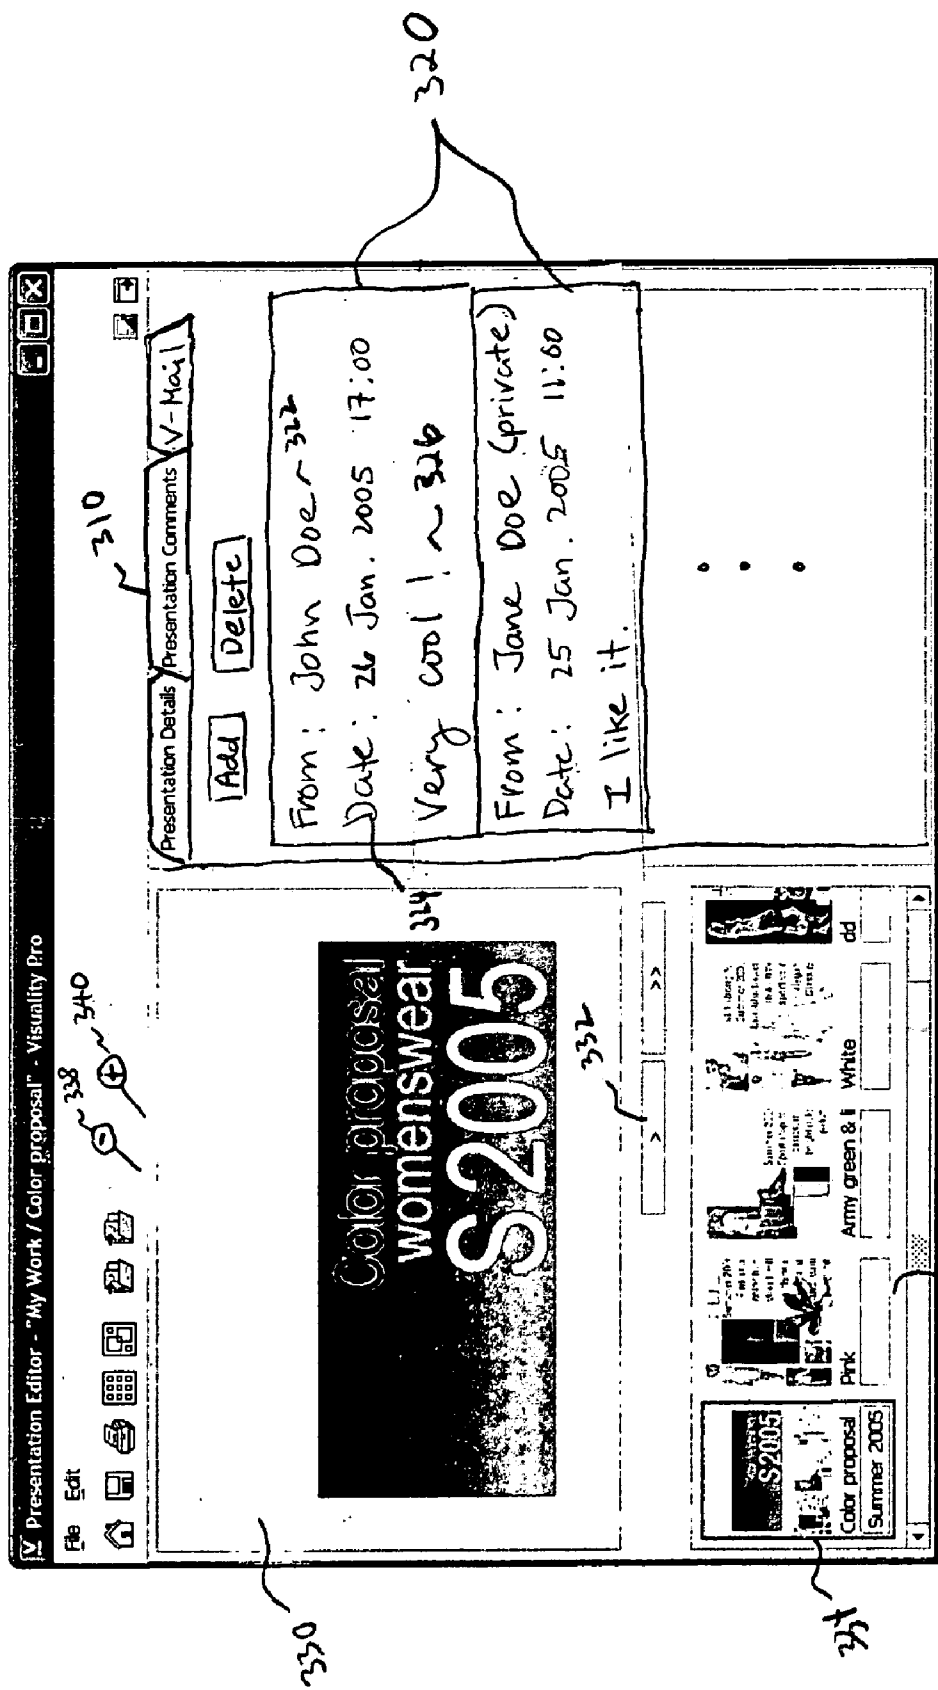 Presentation Editor - "My Work / Color proposal" - Visuality Pro
File Edit
338
340
310
Presentation Details
Presentation Comments
V-Mail
Add
Delete
From: John Doe ~ 322
Date: 26 Jan. 2005 17:00
Very cool! ~ 326
From: Jane Doe (private)
Date: 25 Jan. 2005 11:00
I like it.
320
324
Color proposal
womenswear
S 2005
330
332
>
>>
S2005
Color proposal
Summer 2005
Pink
Army green & l
White
dd
334